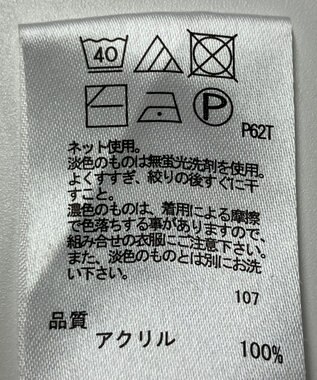 40
P
P62T
ネット使用。
淡色のものは無蛍光洗剤を使用。
よくすすぎ、絞りの後すぐに干
すこと。
濃色のものは、着用による摩擦
で色落ちする事がありますので、
組み合せの衣服にご注意下さい。
また、淡色のものとは別にお洗
い下さい。
107
品質
アクリル 100%